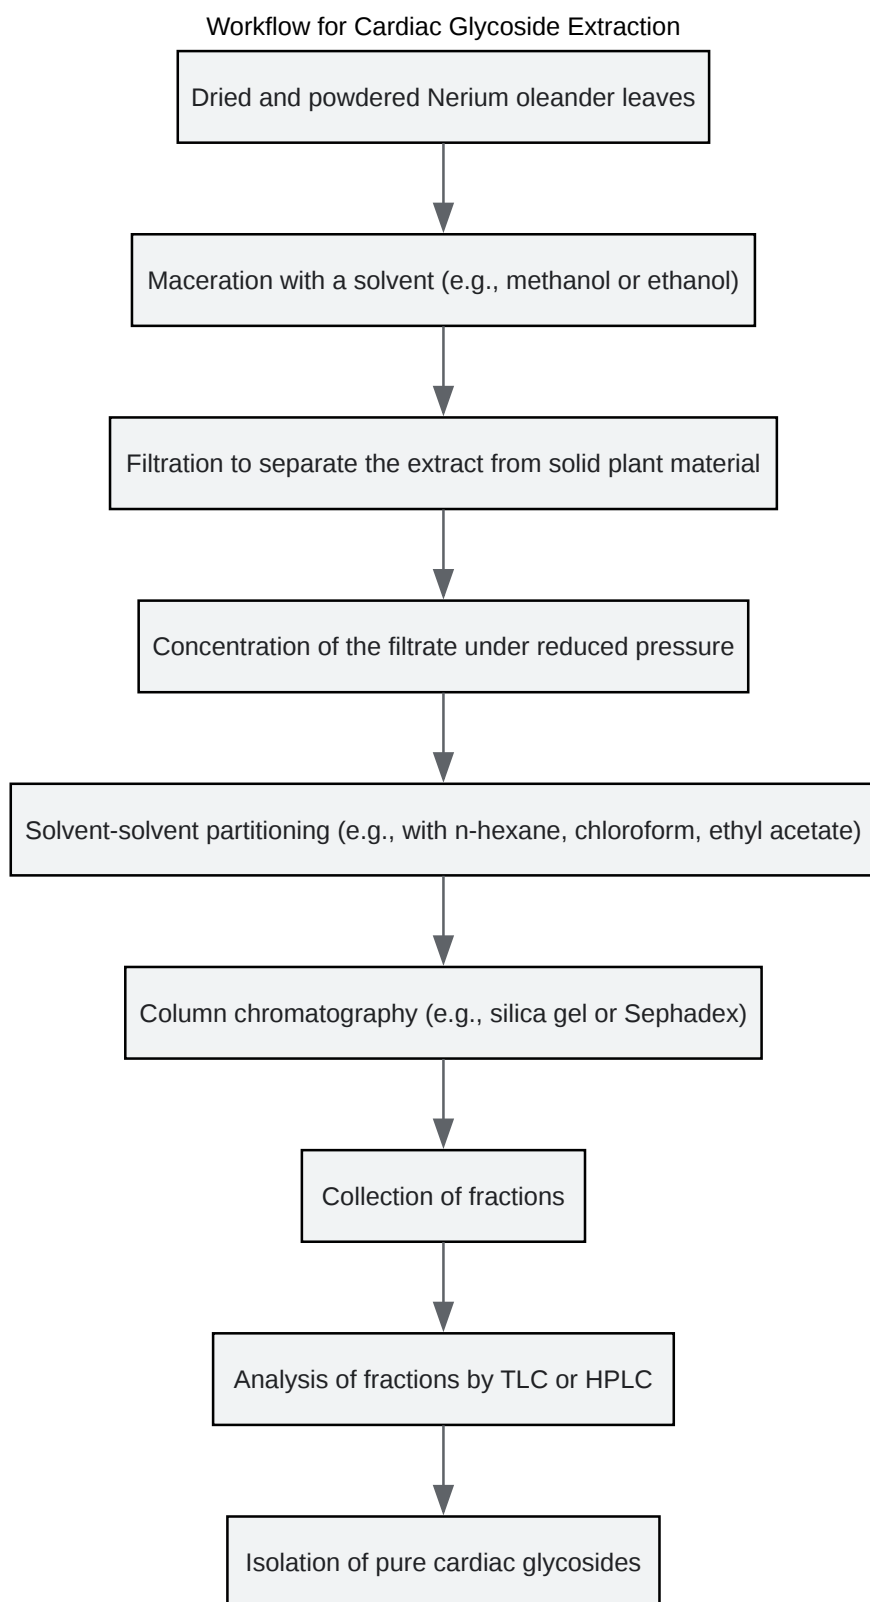 Workflow for Cardiac Glycoside Extraction
Dried and powdered Nerium oleander leaves
Maceration with a solvent (e.g., methanol or ethanol)
Filtration to separate the extract from solid plant material
Concentration of the filtrate under reduced pressure
Solvent-solvent partitioning (e.g., with n-hexane, chloroform, ethyl acetate)
Column chromatography (e.g., silica gel or Sephadex)
Collection of fractions
Analysis of fractions by TLC or HPLC
Isolation of pure cardiac glycosides